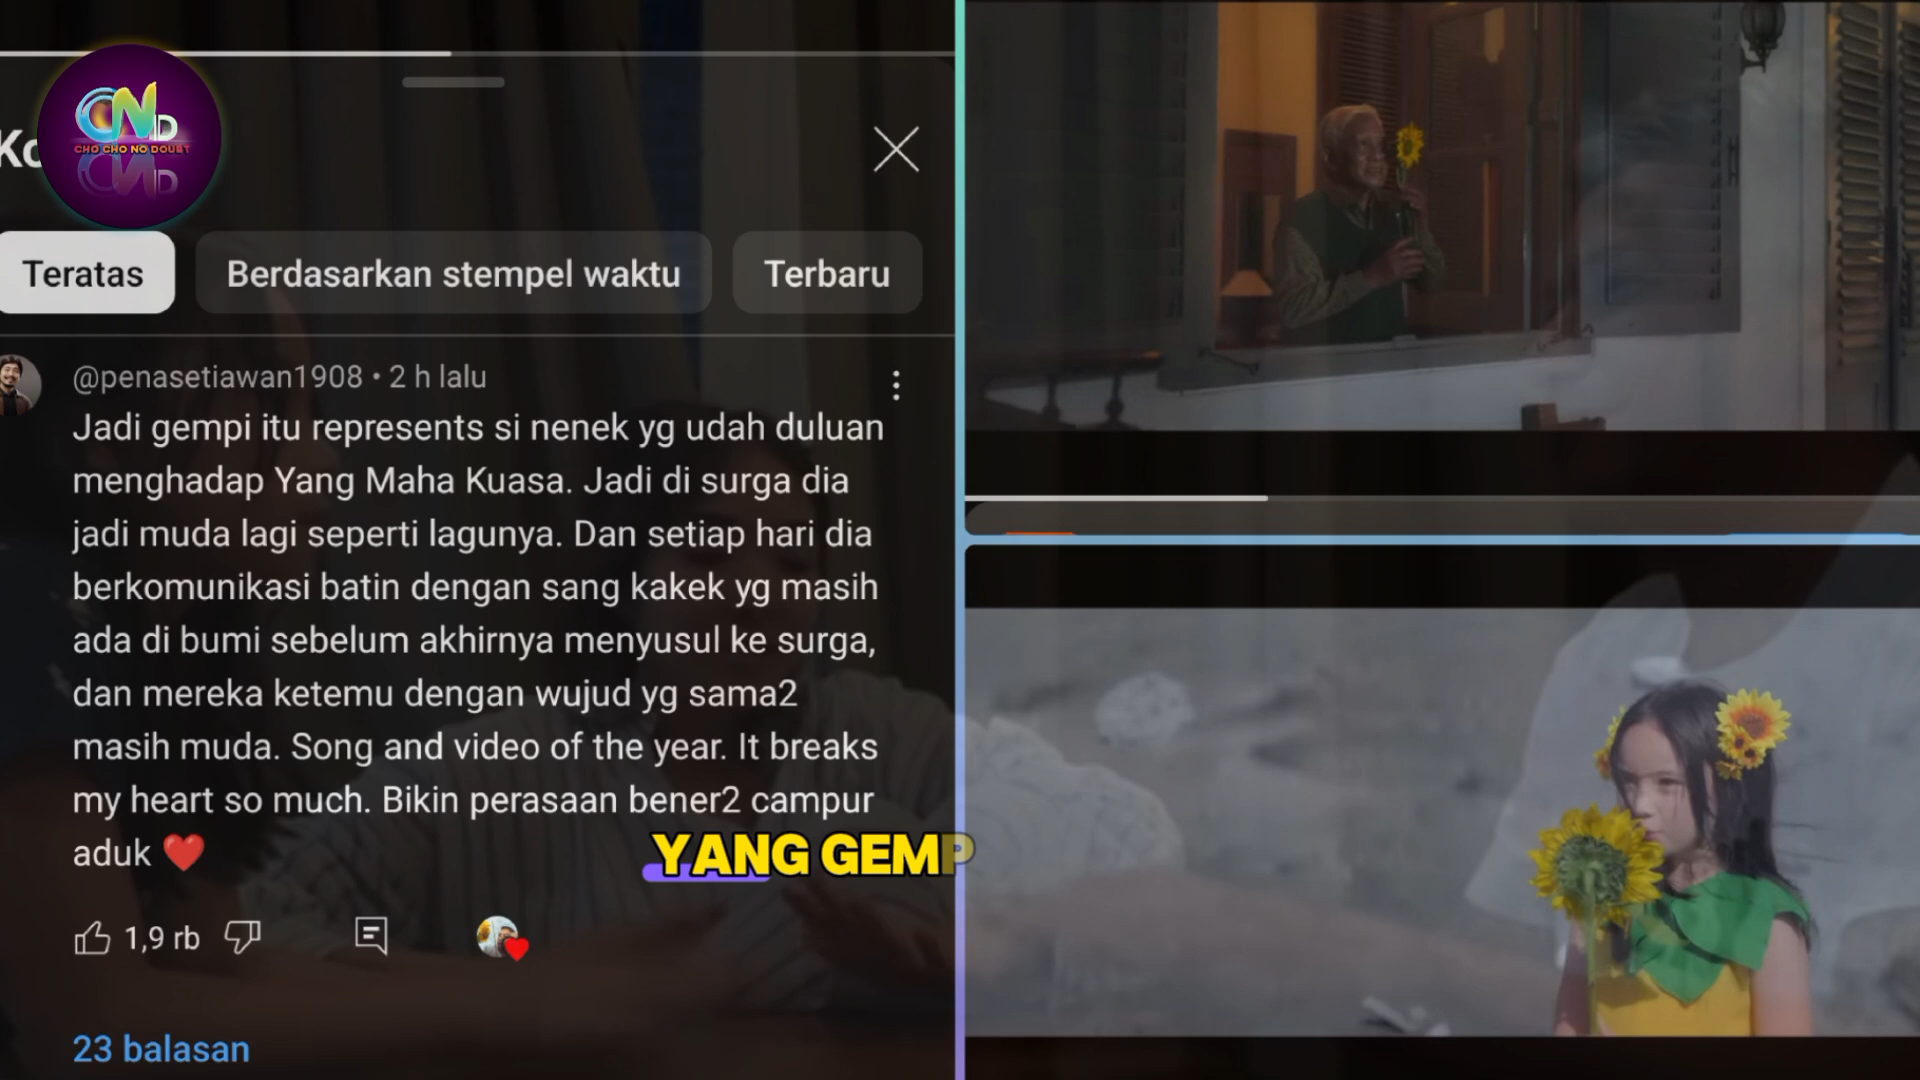 Ko
CND
CHO CHO NO DOUBT
Teratas
Berdasarkan stempel waktu
Terbaru
@penasetiawan1908 • 2 h lalu
Jadi gempi itu represents si nenek yg udah duluan
menghadap Yang Maha Kuasa. Jadi di surga dia
jadi muda lagi seperti lagunya. Dan setiap hari dia
berkomunikasi batin dengan sang kakek yg masih
ada di bumi sebelum akhirnya menyusul ke surga,
dan mereka ketemu dengan wujud yg sama2
masih muda. Song and video of the year. It breaks
my heart so much. Bikin perasaan bener2 campur
aduk ❤️
YANG GEMP
1,9 rb
23 balasan